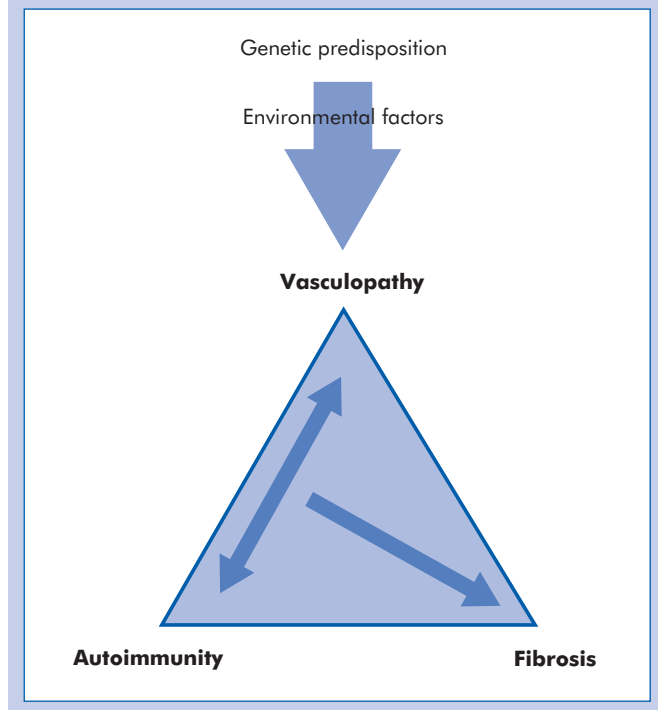 Genetic predisposition
Environmental factors
Vasculopathy
Autoimmunity Fibrosis